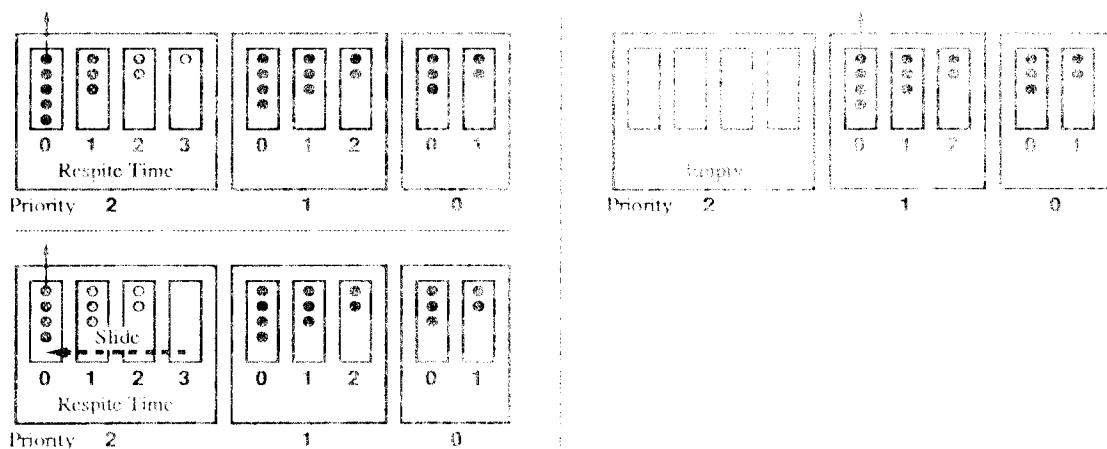 0 1 2 3 0 1 2 0 1
Respite Time
Priority 2 1 0
Slide
0 1 2 3 0 1 2 0 1
Respite Time
Priority 2 1 0
0 1 2 0 1
Empty
Priority 2 1 0